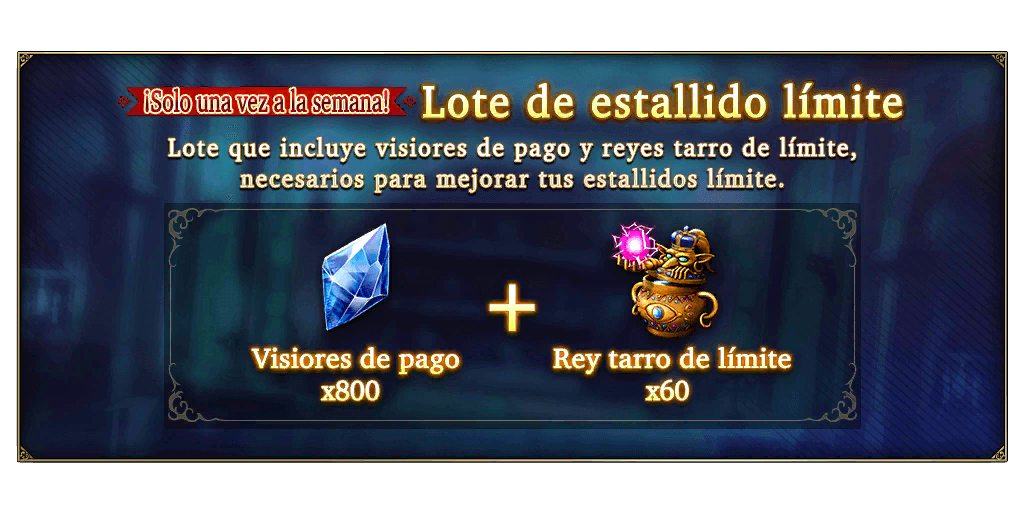 ¡Solo una vez a la semana!
Lote de estallido límite
Lote que incluye visiores de pago y reyes tarro de límite,
necesarios para mejorar tus estallidos límite.
Visiores de pago
x800
+
Rey tarro de límite
x60